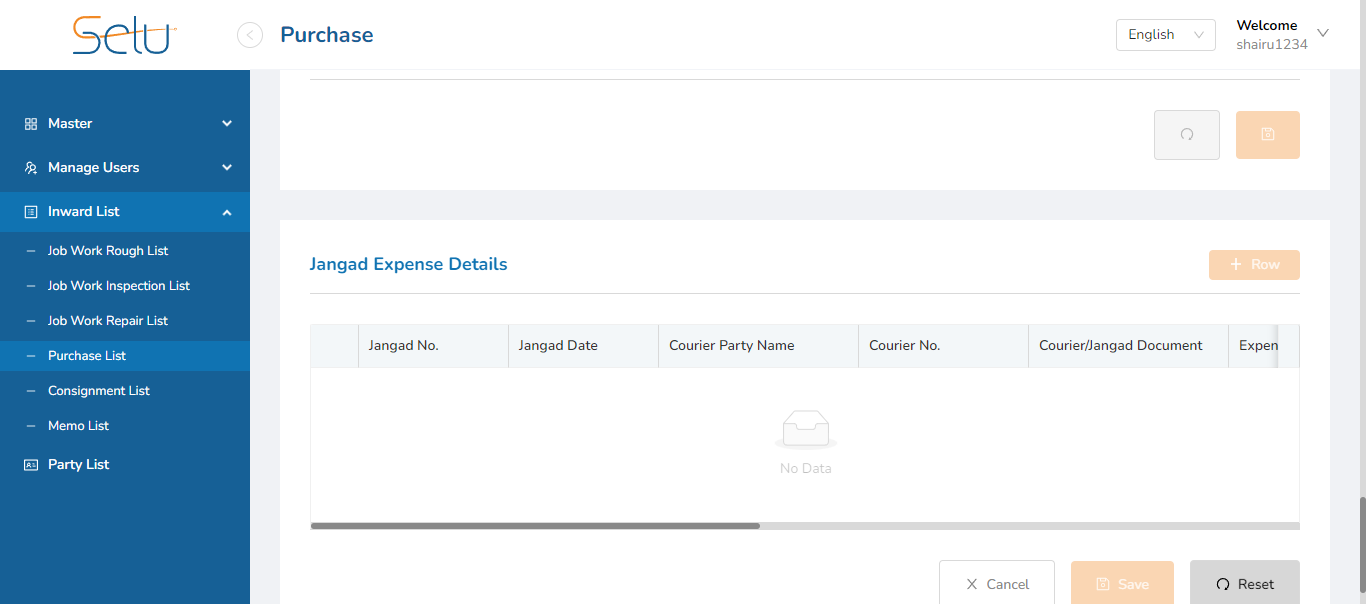 Selu
Purchase
English
Welcome
shairu1234
Master
Manage Users
Inward List
Job Work Rough List
Job Work Inspection List
Job Work Repair List
Purchase List
Consignment List
Memo List
Party List
Jangad Expense Details
+ Row
Jangad No.
Jangad Date
Courier Party Name
Courier No.
Courier/Jangad Document
Expen
No Data
Cancel
Save
Reset